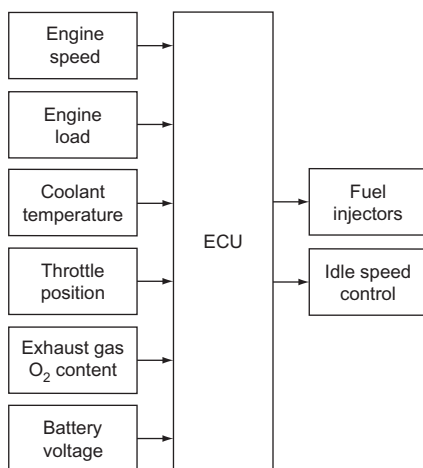 Engine
speed
Engine
load
Coolant
temperature
Throttle
position
Exhaust gas
O₂ content
Battery
voltage
ECU
Fuel
injectors
Idle speed
control